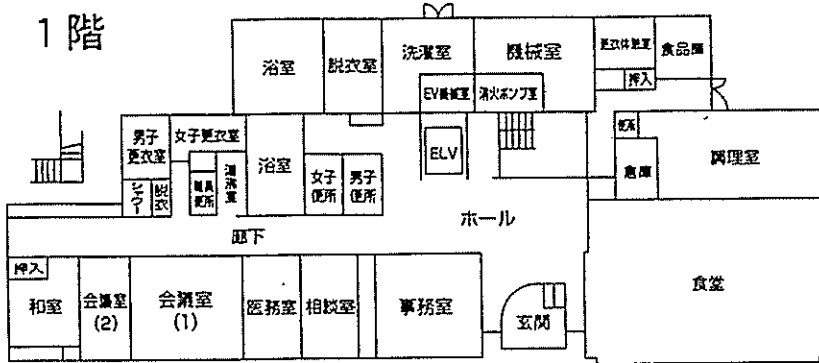 1階
浴室
脱衣室
洗濯室
機械室
更衣休憩室
食品庫
押入
EV機械室
消火ポンプ室
男子
更衣室
女子更衣室
浴室
ELV
便所
倉庫
調理室
シャワー
脱衣
職員
便所
湯沸室
女子
便所
男子
便所
ホール
廊下
押入
和室
会議室
(2)
会議室
(1)
医務室
相談室
事務室
玄関
食堂